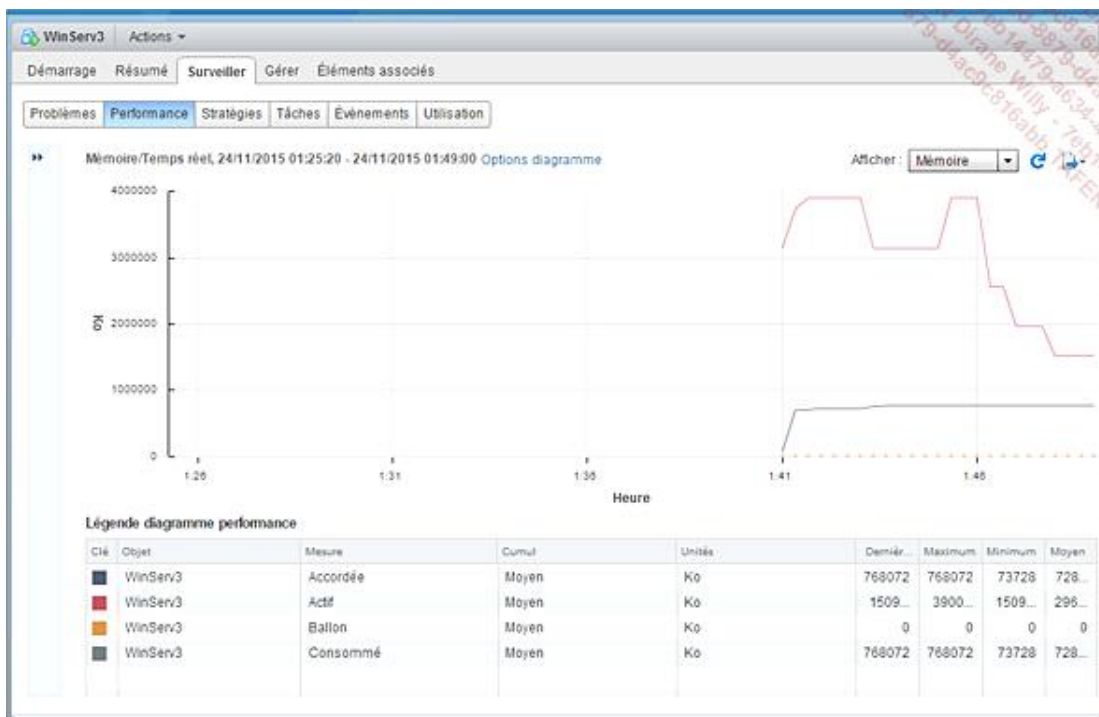 WinServ3 Actions
Démarrage Résumé Surveiller Gérer Éléments associés
Problèmes Performance Stratégies Tâches Évènements Utilisation
Mémoire/Temps réel, 24/11/2015 01:25:20 - 24/11/2015 01:49:00 Options diagramme Afficher : Mémoire
4000000
3000000
Ko
2000000
1000000
0
1:26 1:31 1:36 1:41 1:46
Heure
Légende diagramme performance
Clé Objet Mesure Cumul Unités Dernièr... Maximum Minimum Moyen
WinServ3 Accordée Moyen Ko 768072 768072 73728 728...
WinServ3 Actif Moyen Ko 1509... 3900... 1509... 296...
WinServ3 Ballon Moyen Ko 0 0 0 0
WinServ3 Consommé Moyen Ko 768072 768072 73728 728...